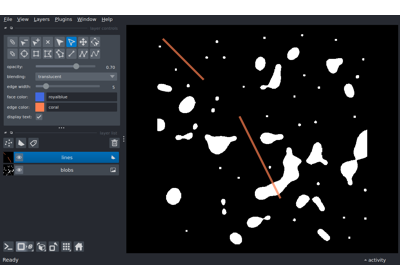 File View Layers Plugins Window Help
opacity: 0.70
blending: translucent
edge width: 5
face color: royalblue
edge color: coral
display text:
lines
blobs
Ready
activity